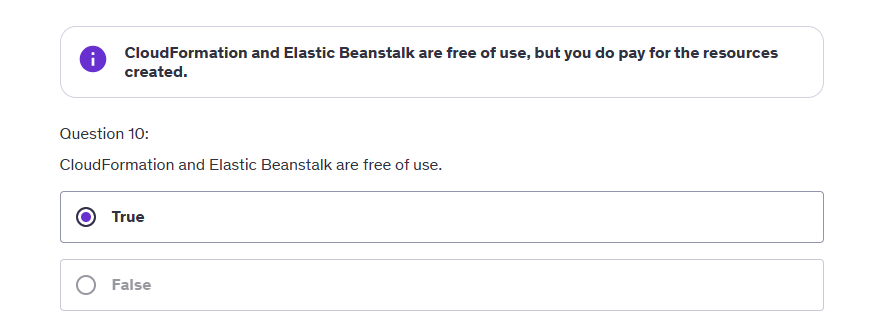 CloudFormation and Elastic Beanstalk are free of use, but you do pay for the resources
created.
Question 10:
CloudFormation and Elastic Beanstalk are free of use.
True
False